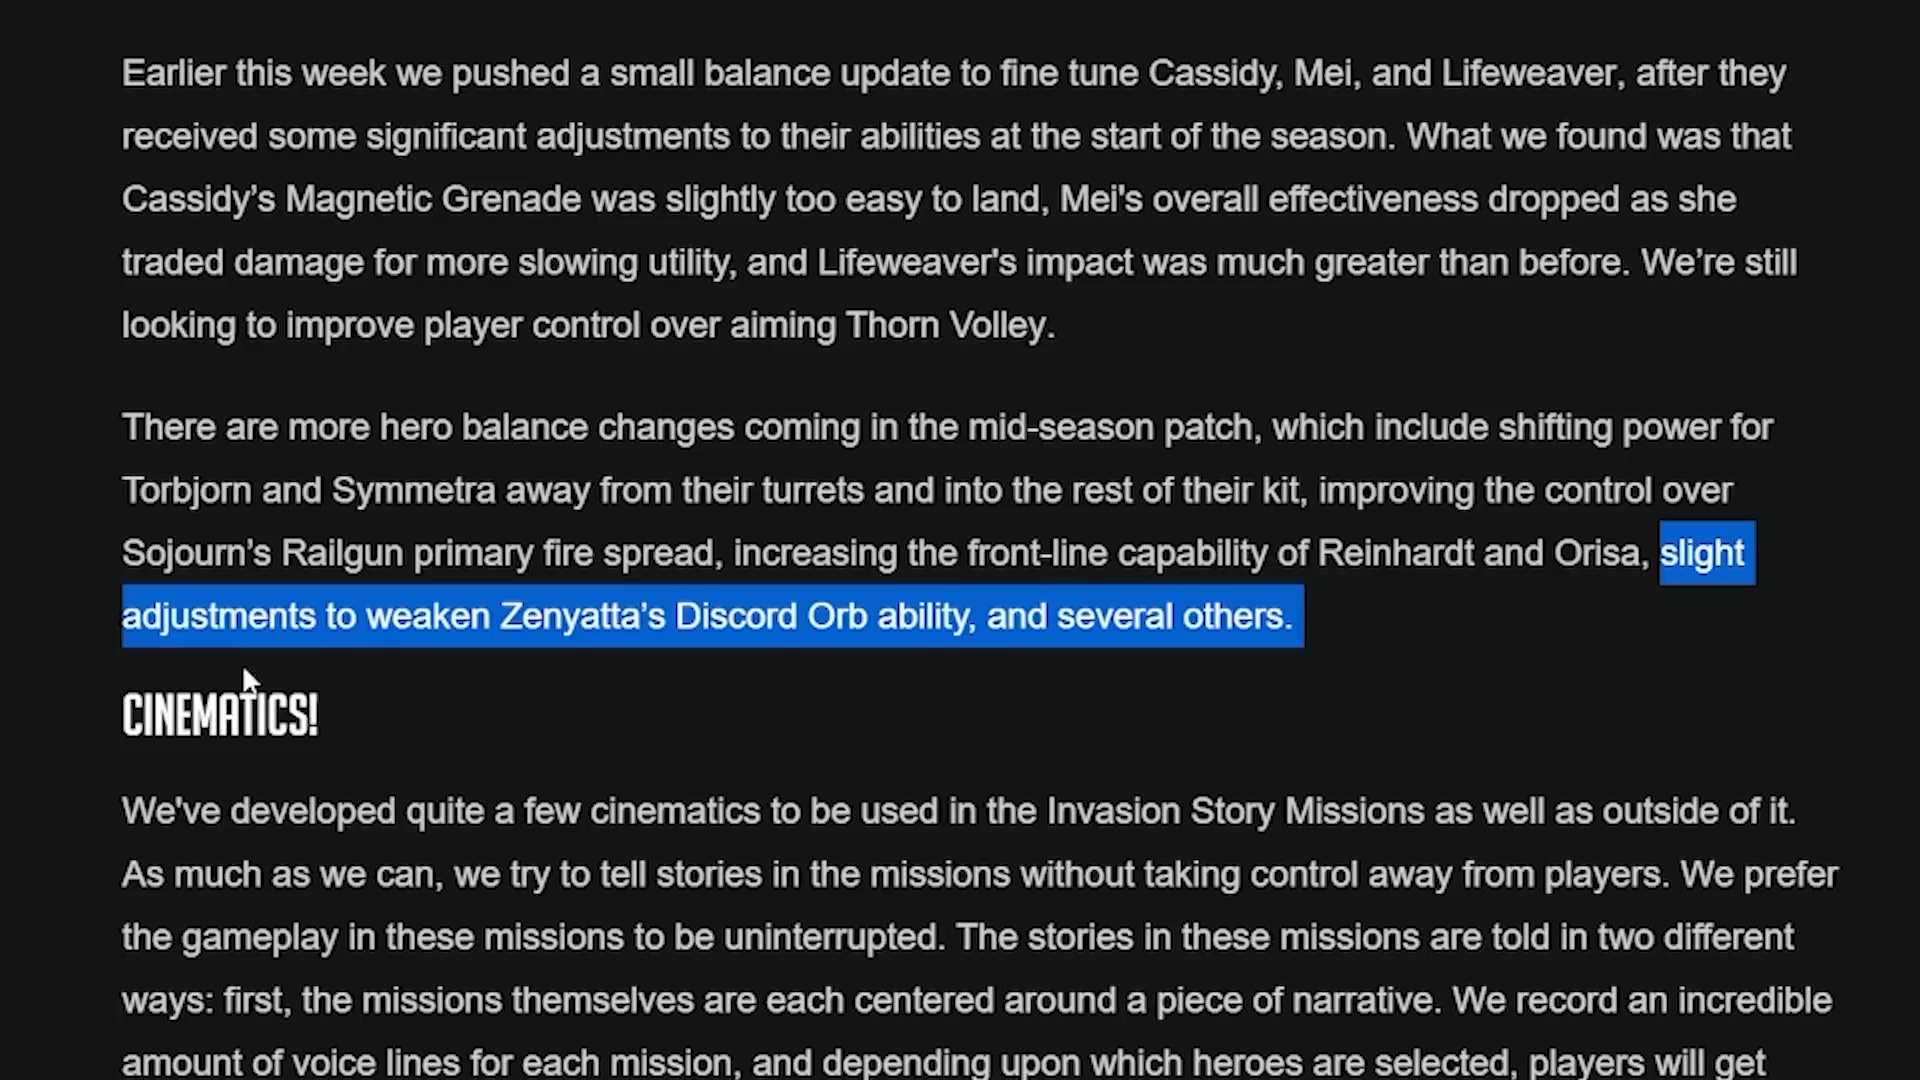 Earlier this week we pushed a small balance update to fine tune Cassidy, Mei, and Lifeweaver, after they
received some significant adjustments to their abilities at the start of the season. What we found was that
Cassidy’s Magnetic Grenade was slightly too easy to land, Mei's overall effectiveness dropped as she
traded damage for more slowing utility, and Lifeweaver's impact was much greater than before. We’re still
looking to improve player control over aiming Thorn Volley.
There are more hero balance changes coming in the mid-season patch, which include shifting power for
Torbjorn and Symmetra away from their turrets and into the rest of their kit, improving the control over
Sojourn’s Railgun primary fire spread, increasing the front-line capability of Reinhardt and Orisa, slight
adjustments to weaken Zenyatta’s Discord Orb ability, and several others.
CINEMATICS!
We've developed quite a few cinematics to be used in the Invasion Story Missions as well as outside of it.
As much as we can, we try to tell stories in the missions without taking control away from players. We prefer
the gameplay in these missions to be uninterrupted. The stories in these missions are told in two different
ways: first, the missions themselves are each centered around a piece of narrative. We record an incredible
amount of voice lines for each mission, and depending upon which heroes are selected, players will get